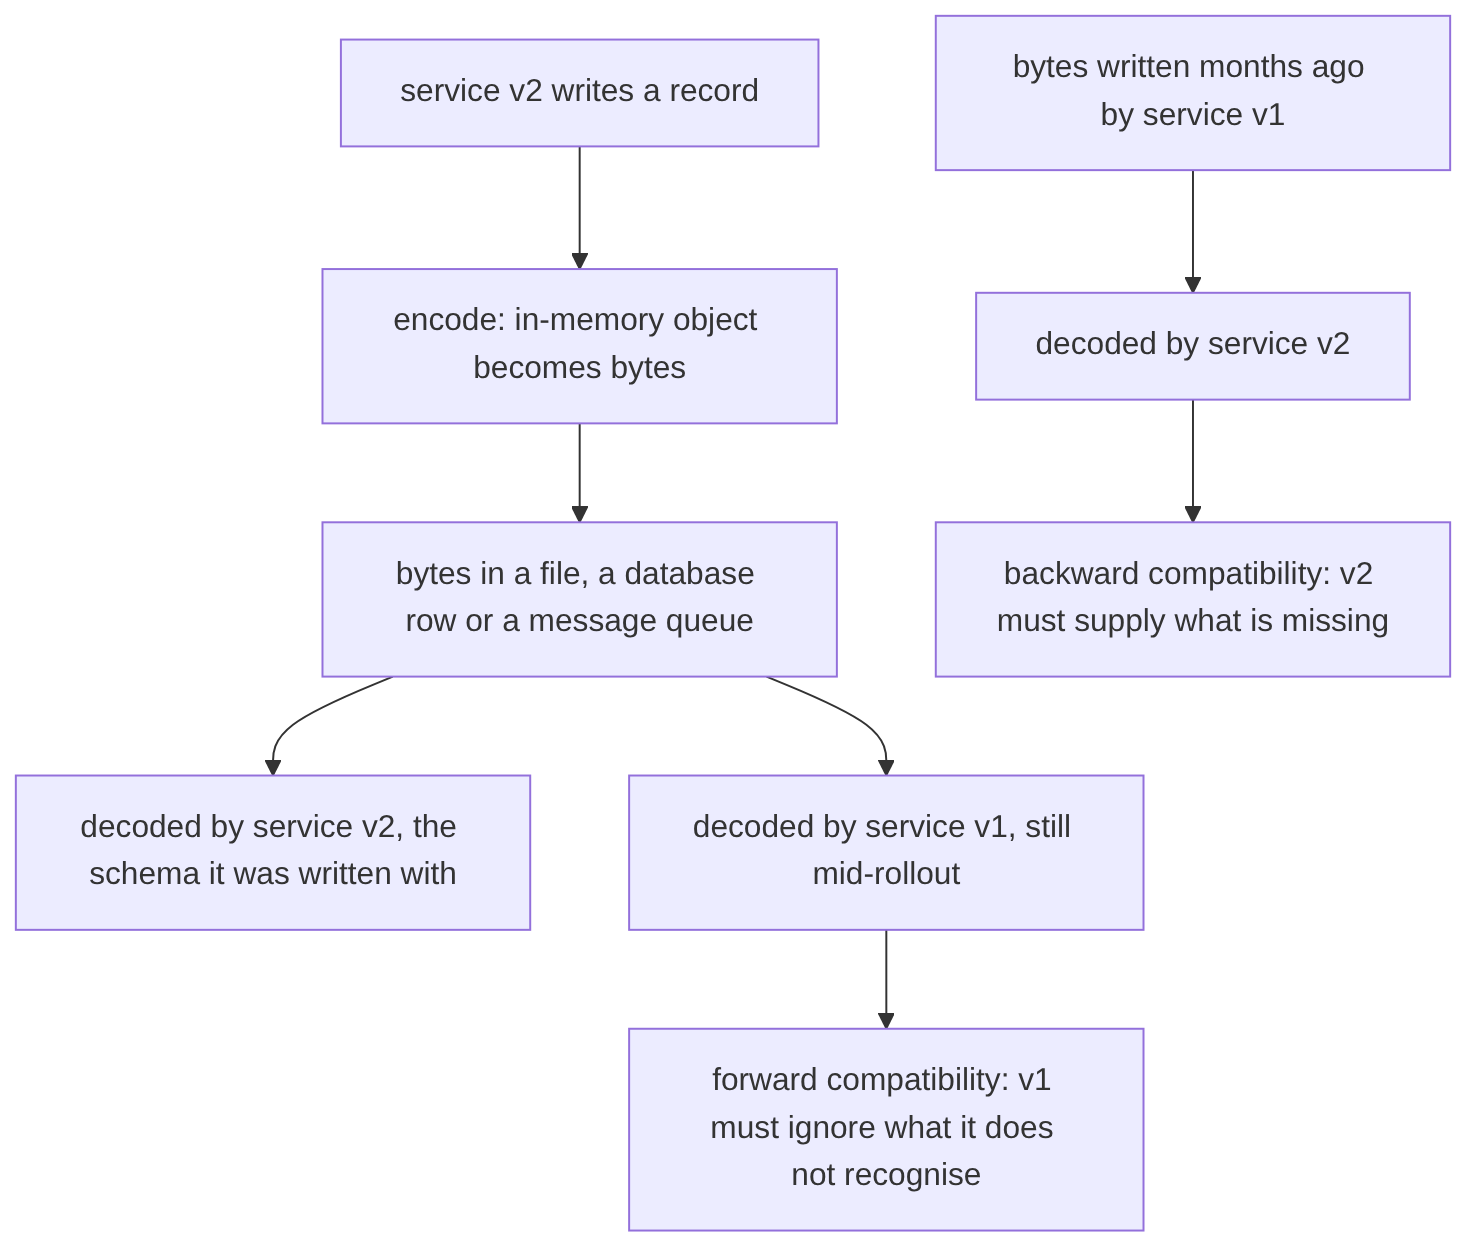 service v2 writes a record
encode: in-memory object
becomes bytes
bytes in a file, a database
row or a message queue
decoded by service v2, the
schema it was written with
decoded by service v1, still
mid-rollout
forward compatibility: v1
must ignore what it does
not recognise
bytes written months ago
by service v1
decoded by service v2
backward compatibility: v2
must supply what is missing